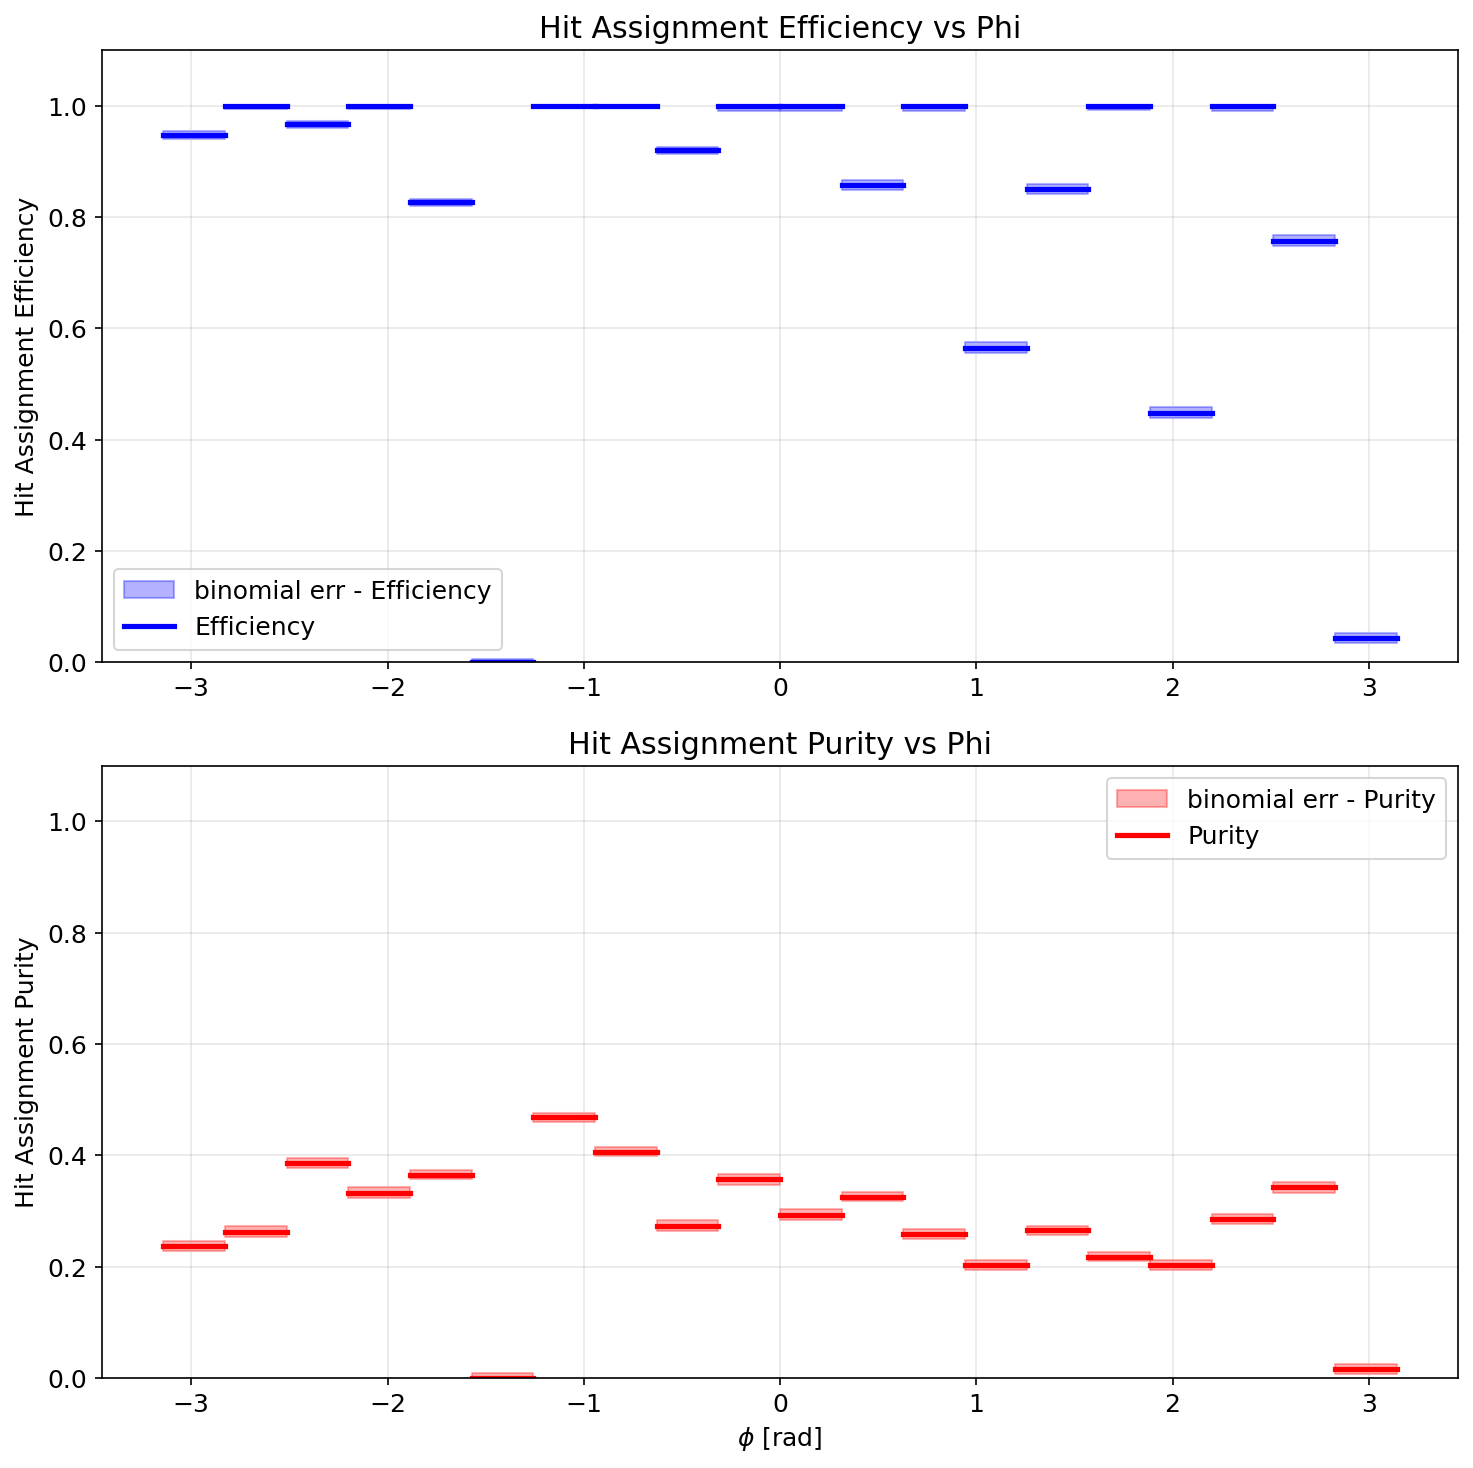 Hit Assignment Efficiency vs Phi
Hit Assignment Efficiency
1.0
0.8
0.6
0.4
0.2
0.0
binomial err - Efficiency
Efficiency
−3
−2
−1
0
1
2
3
Hit Assignment Purity vs Phi
Hit Assignment Purity
1.0
0.8
0.6
0.4
0.2
0.0
binomial err - Purity
Purity
−3
−2
−1
0
1
2
3
ϕ [rad]